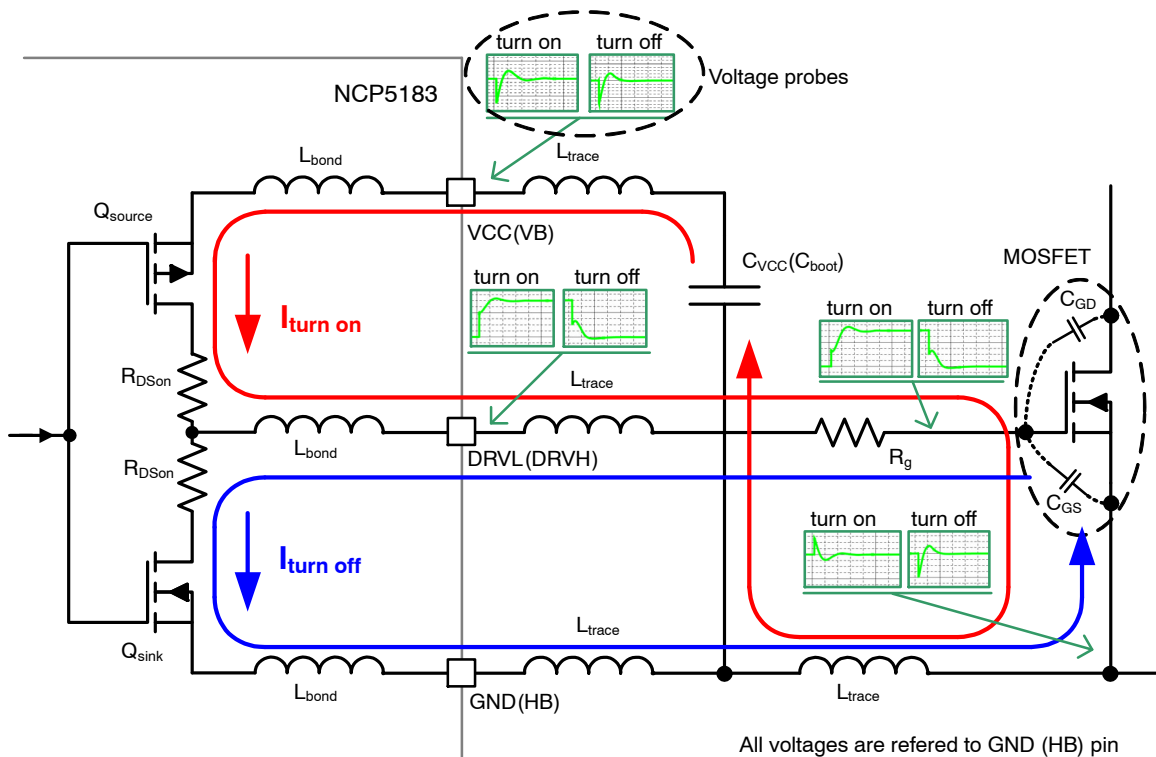 turn on turn off
Voltage probes
NCP5183
L_bond
L_trace
Q_source
VCC(VB)
C_VCC(C_boot)
MOSFET
turn on turn off
turn on turn off
C_GD
I_turn on
R_DSon
L_trace
L_bond
DRVL(DRVH)
R_g
R_DSon
C_GS
turn on turn off
I_turn off
L_trace
Q_sink
L_bond
GND(HB)
L_trace
All voltages are refered to GND (HB) pin